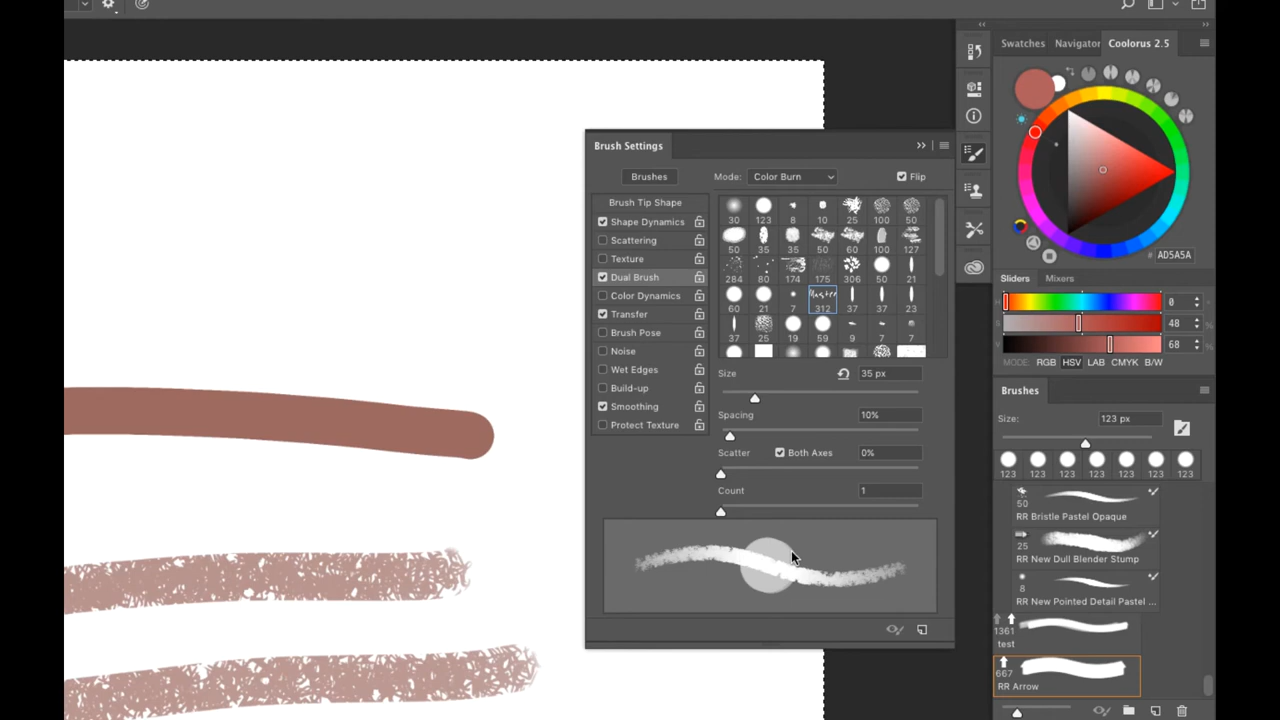 Swatches Navigator Coolorus 2.5
# AD5A5A
Brush Settings
Brushes Mode: Color Burn Flip
Brush Tip Shape
Shape Dynamics
Scattering
Texture
Dual Brush
Color Dynamics
Transfer
Brush Pose
Noise
Wet Edges
Build-up
Smoothing
Protect Texture
30 123 8 10 25 100 50
50 35 35 50 60 100 127
284 80 174 175 306 50 21
60 21 7 312 37 37 23
37 25 19 59 9 7 7
Size 35 px
Spacing 10%
Scatter Both Axes 0%
Count 1
Sliders Mixers
H 0 °
S 48 %
V 68 %
MODE: RGB HSV LAB CMYK B/W
Brushes
Size: 123 px
123 123 123 123 123 123 123
50
RR Bristle Pastel Opaque
25
RR New Dull Blender Stump
8
RR New Pointed Detail Pastel ...
1361
test
667
RR Arrow